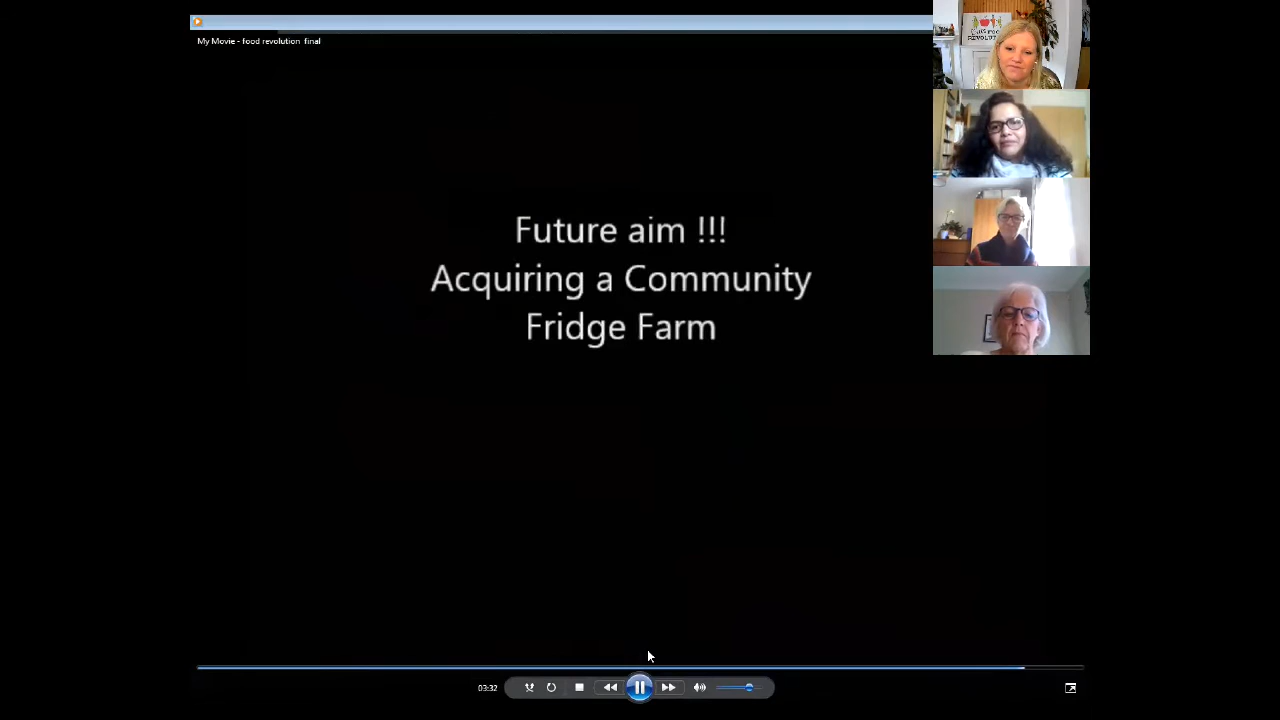 My Movie - food revolution final
Future aim !!!
Acquiring a Community
Fridge Farm
03:32